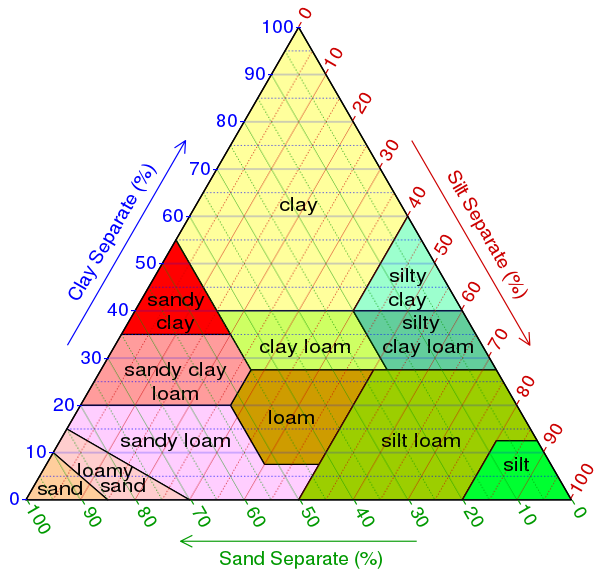 100
90
80
70
60
50
40
30
20
10
0
Clay Separate (%)
0
10
20
30
40
50
60
70
80
90
100
Silt Separate (%)
clay
silty
clay
sandy
clay
silty
clay loam
clay loam
sandy clay
loam
loam
sandy loam
silt loam
silt
loamy
sand
sand
100
90
80
70
60
50
40
30
20
10
0
Sand Separate (%)